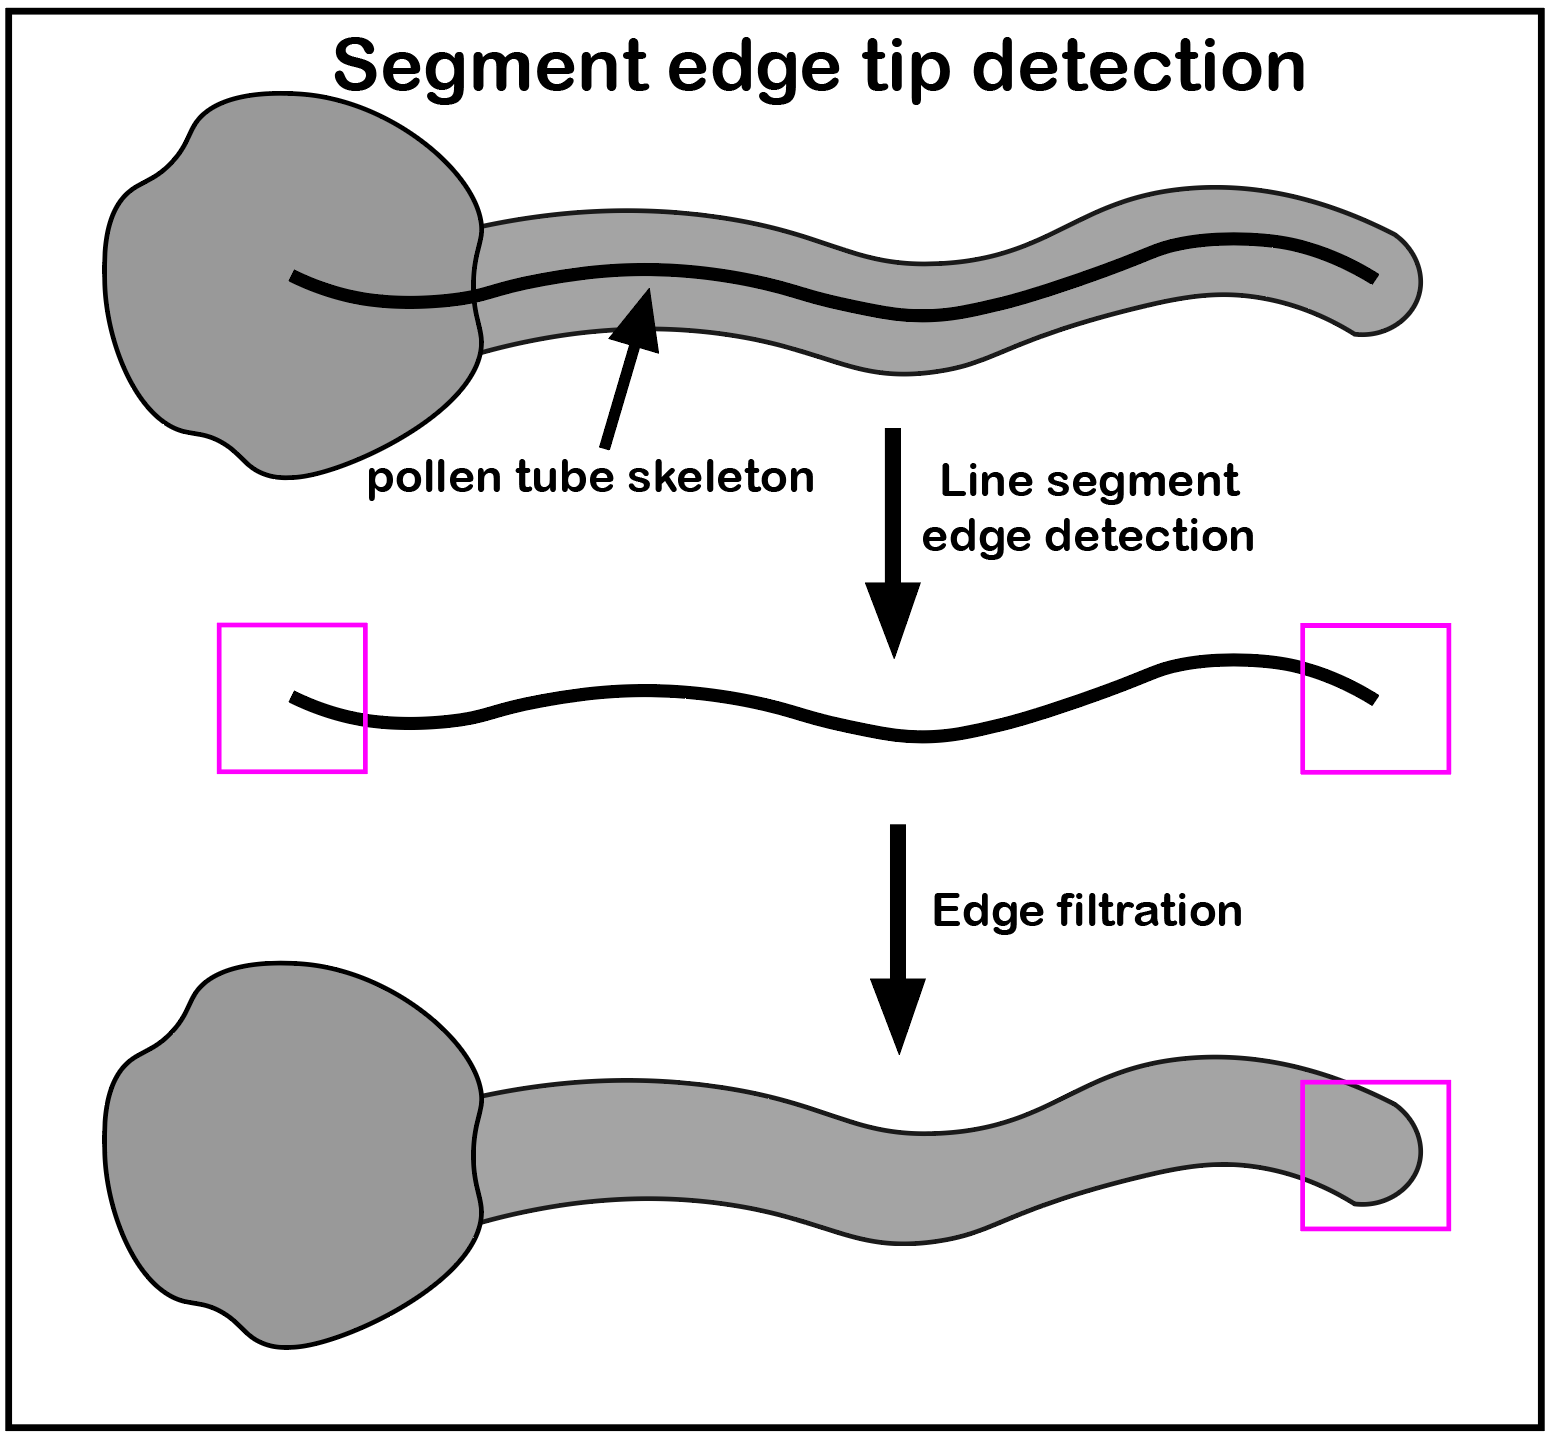 Segment edge tip detection
pollen tube skeleton
Line segment
edge detection
Edge filtration